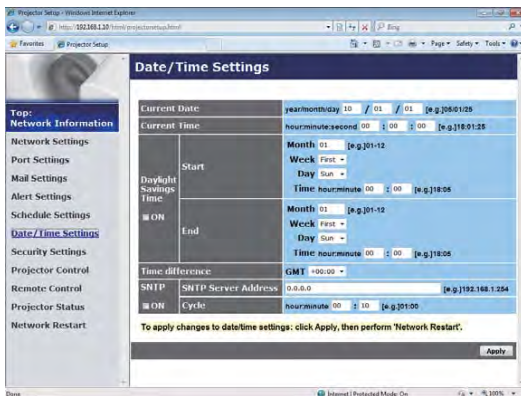 Projector Setup - Windows Internet Explorer
http://192.168.1.10/html/projectorsetup.html
Bing
Favorites Projector Setup Page Safety Tools
Top:
Network Information
Network Settings
Port Settings
Mail Settings
Alert Settings
Schedule Settings
Date/Time Settings
Security Settings
Projector Control
Remote Control
Projector Status
Network Restart
Date/Time Settings
Current Date year/month/day 10 / 01 / 01 [e.g.]05/01/25
Current Time hour:minute:second 00 : 00 : 00 [e.g.]18:01:25
Daylight Savings Time
ON
Start
Month 01 [e.g.]01-12
Week First
Day Sun
Time hour:minute 00 : 00 [e.g.]18:05
End
Month 01 [e.g.]01-12
Week First
Day Sun
Time hour:minute 00 : 00 [e.g.]18:05
Time difference GMT +00:00
SNTP SNTP Server Address 0.0.0.0 [e.g.]192.168.1.254
ON Cycle hour:minute 00 : 10 [e.g.]01:00
To apply changes to date/time settings: click Apply, then perform 'Network Restart'.
Apply
Done Internet | Protected Mode: On 100%